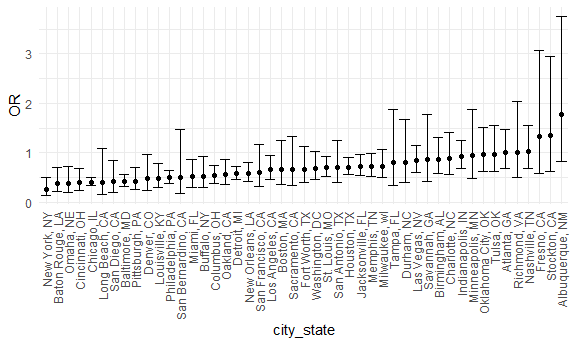 OR
3
2
1
0
New York, NY
Baton Rouge, LA
Omaha, NE
Cincinnati, OH
Chicago, IL
Long Beach, CA
San Diego, CA
Baltimore, MD
Pittsburgh, PA
Denver, CO
Louisville, KY
Philadelphia, PA
San Bernardino, CA
Miami, FL
Buffalo, NY
Columbus, OH
Oakland, CA
Detroit, MI
New Orleans, LA
San Francisco, CA
Los Angeles, CA
Boston, MA
Sacramento, CA
Fort Worth, TX
Washington, DC
St. Louis, MO
San Antonio, TX
Houston, TX
Jacksonville, FL
Memphis, TN
Milwaukee, wI
Tampa, FL
Durham, NC
Las Vegas, NV
Savannah, GA
Birmingham, AL
Charlotte, NC
Indianapolis, IN
Minneapolis, MN
Oklahoma City, OK
Tulsa, OK
Atlanta, GA
Richmond, VA
Nashville, TN
Fresno, CA
Stockton, CA
Albuquerque, NM
city_state